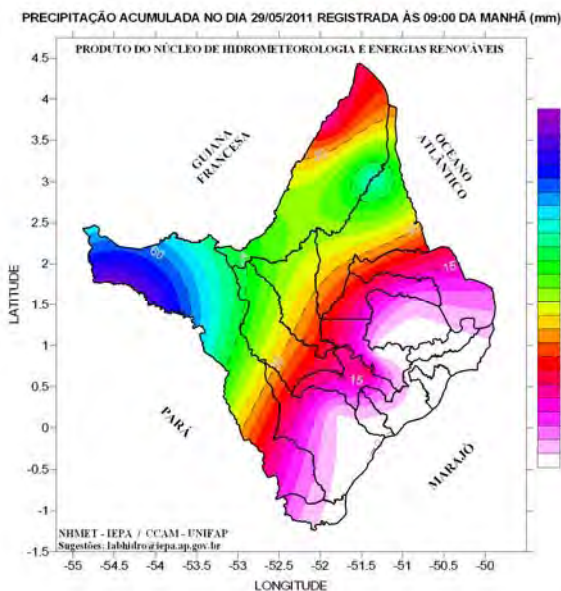 PRECIPITAÇÃO ACUMULADA NO DIA 29/05/2011 REGISTRADA ÀS 09:00 DA MANHÃ (mm)
PRODUTO DO NÚCLEO DE HIDROMETEOROLOGIA E ENERGIAS RENOVÁVEIS
4.5
4
3.5
3
2.5
2
1.5
1
0.5
0
-0.5
-1
-1.5
LATITUDE
GUIANA
FRANCESA
OCEANO
ATLÂNTICO
60
15
15
PARÁ
MARAJÓ
NHMET - IEPA / CCAM - UNIFAP
Sugestões: labhidro@iepa.ap.gov.br
-55
-54.5
-54
-53.5
-53
-52.5
-52
-51.5
-51
-50.5
-50
LONGITUDE